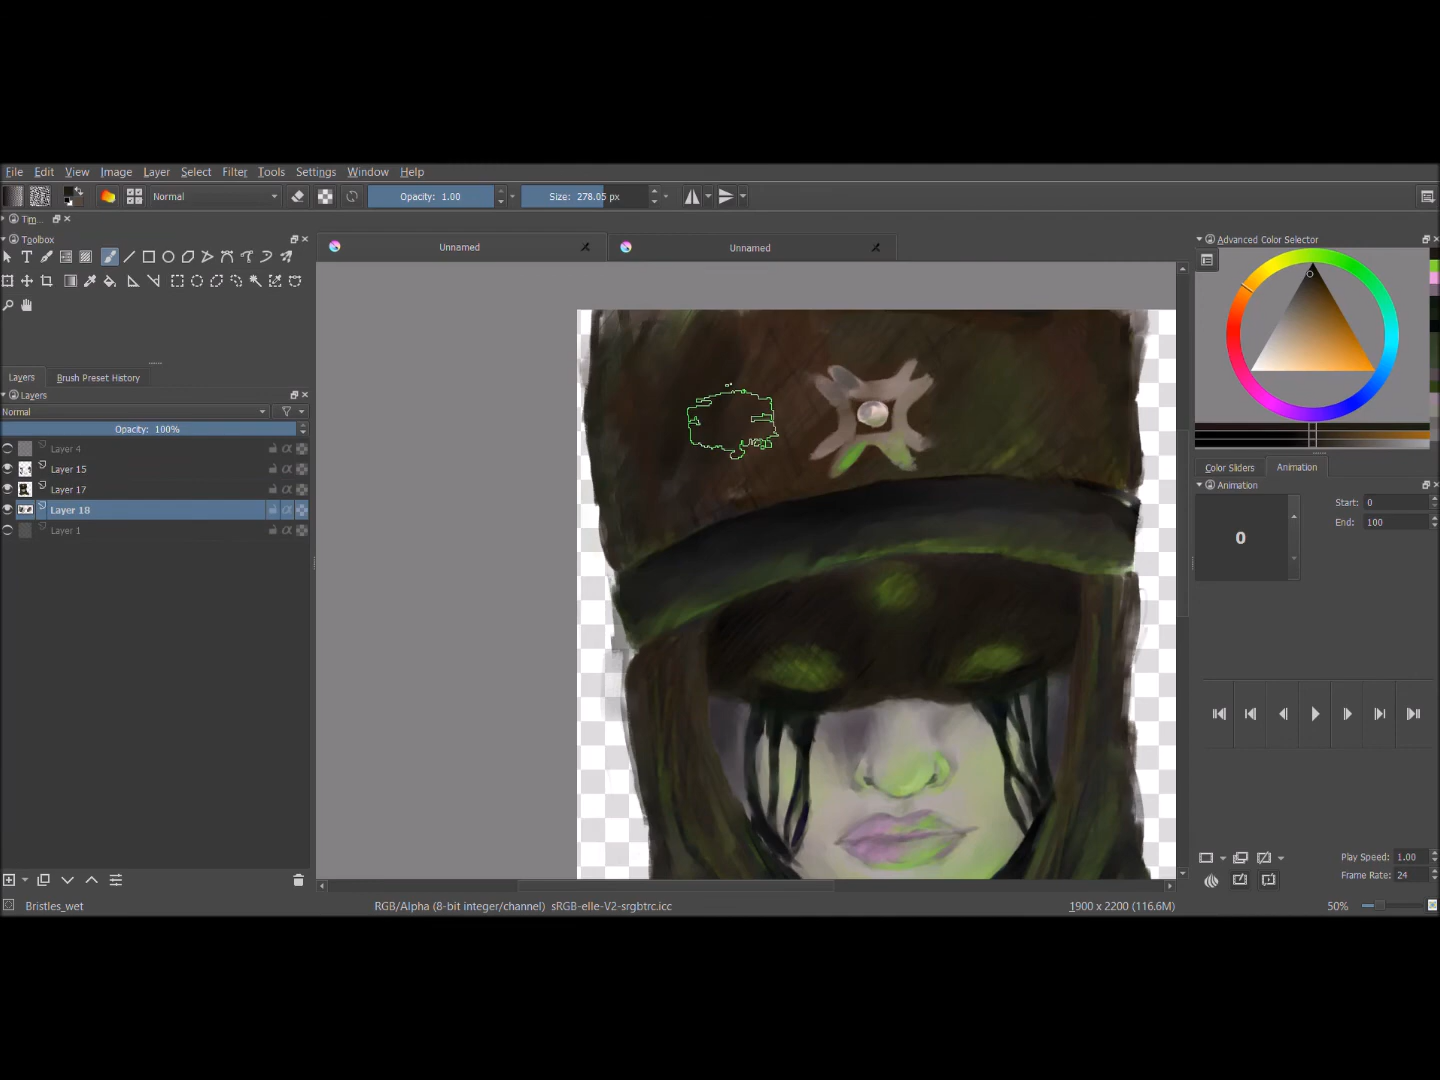 File Edit View Image Layer Select Filter Tools Settings Window Help
Normal Opacity: 1.00 Size: 278.05 px
Tim...
Toolbox
Unnamed Unnamed
Advanced Color Selector
Layers Brush Preset History
Layers
Normal
Opacity: 100%
Layer 4
Layer 15
Layer 17
Layer 18
Layer 1
Color Sliders Animation
Animation
Start: 0
End: 100
0
Play Speed: 1.00
Frame Rate: 24
Bristles_wet RGB/Alpha (8-bit integer/channel) sRGB-elle-V2-srgbtrc.icc 1900 x 2200 (116.6M) 50%